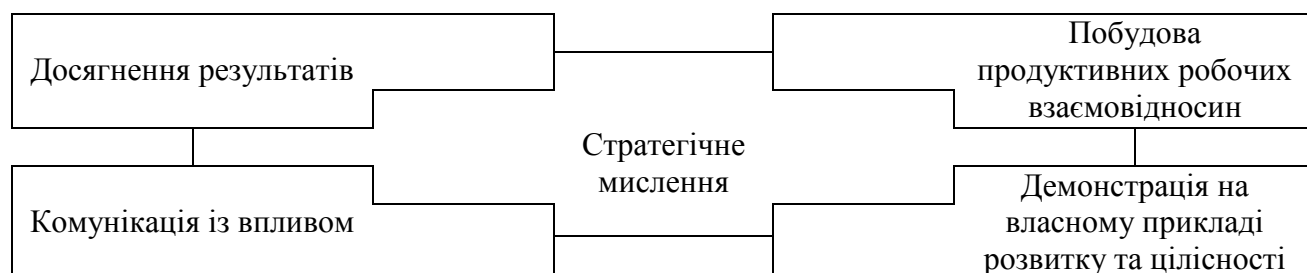 Досягнення результатів
Побудова
продуктивних робочих
взаємовідносин
Стратегічне
мислення
Комунікація із впливом
Демонстрація на
власному прикладі
розвитку та цілісності